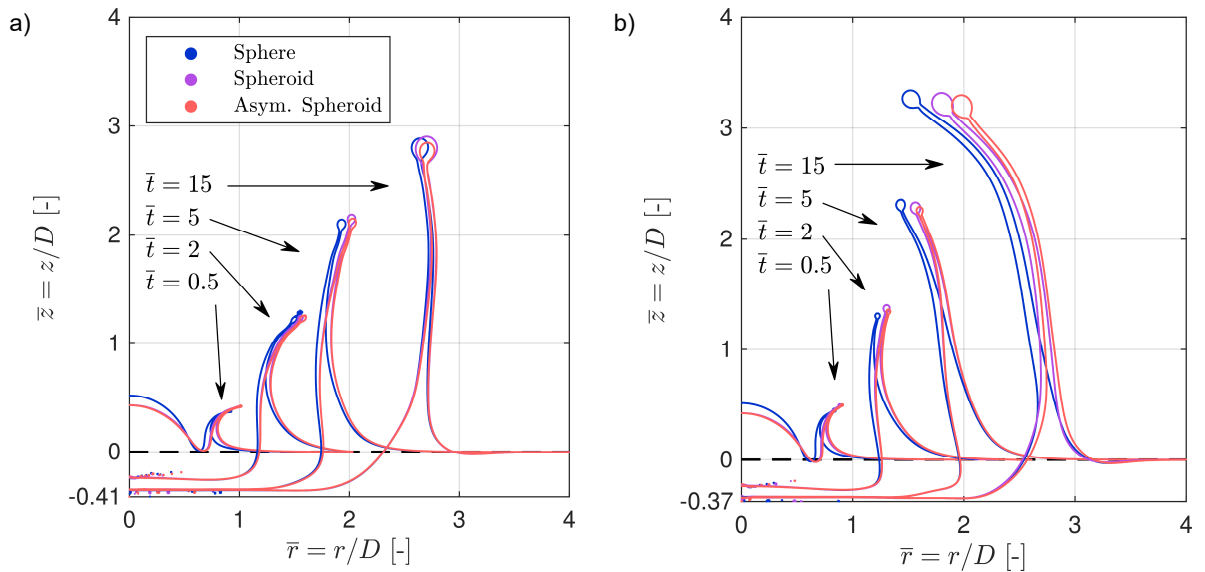 a)
4
3
2
1
0
-0.41
0
1
2
3
4
z̅ = z/D [-]
r̅ = r/D [-]
Sphere
Spheroid
Asym. Spheroid
t̅ = 15
t̅ = 5
t̅ = 2
t̅ = 0.5
b)
4
3
2
1
0
-0.37
0
1
2
3
4
z̅ = z/D [-]
r̅ = r/D [-]
t̅ = 15
t̅ = 5
t̅ = 2
t̅ = 0.5